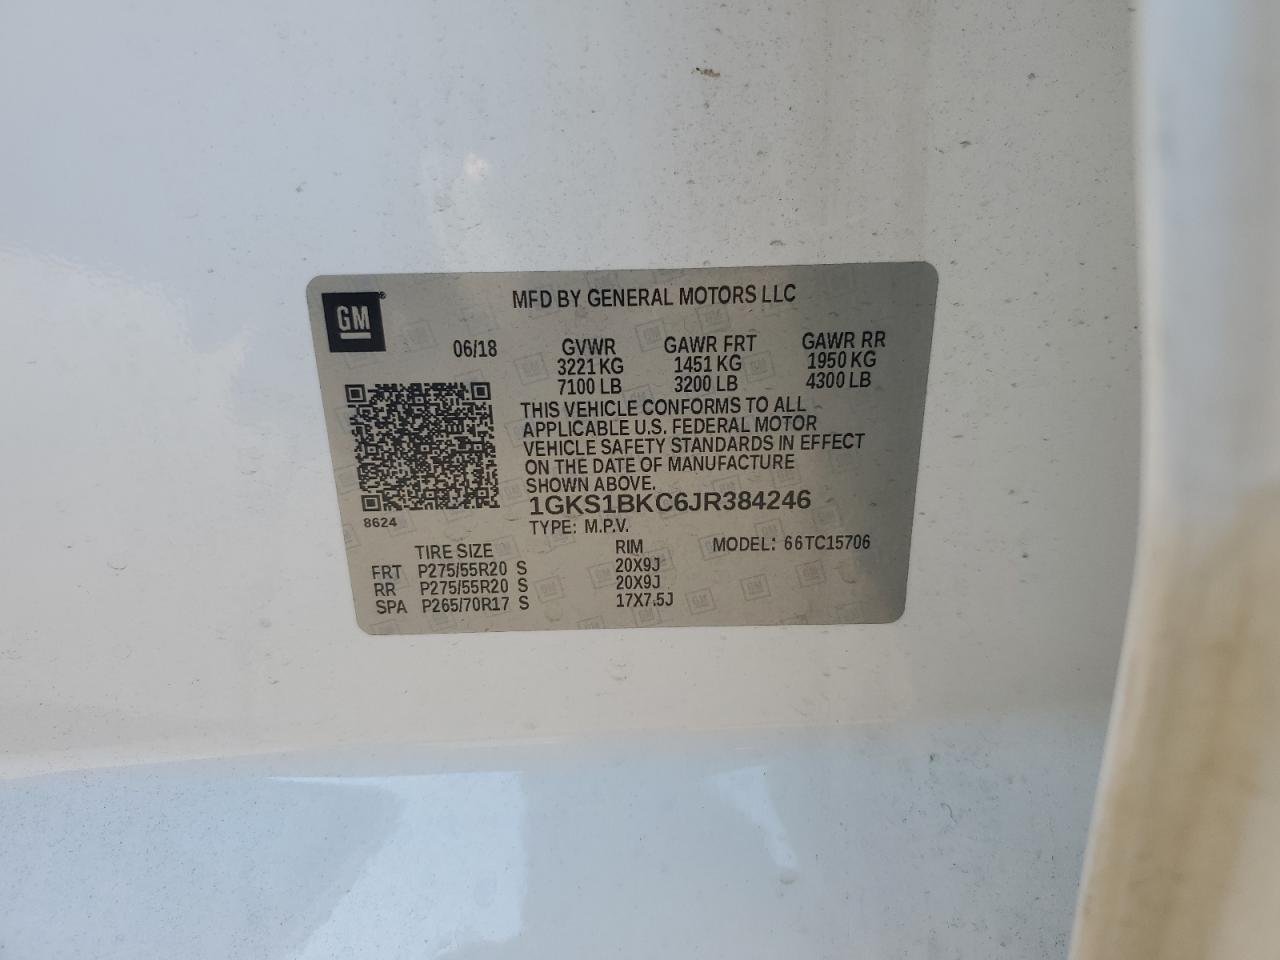 MFD BY GENERAL MOTORS LLC
GM®
06/18 GVWR GAWR FRT GAWR RR
3221 KG 1451 KG 1950 KG
7100 LB 3200 LB 4300 LB
THIS VEHICLE CONFORMS TO ALL
APPLICABLE U.S. FEDERAL MOTOR
VEHICLE SAFETY STANDARDS IN EFFECT
ON THE DATE OF MANUFACTURE
SHOWN ABOVE.
1GKS1BKC6JR384246
8624
TYPE: M.P.V.
TIRE SIZE RIM MODEL: 66TC15706
FRT P275/55R20 S 20X9J
RR P275/55R20 S 20X9J
SPA P265/70R17 S 17X7.5J